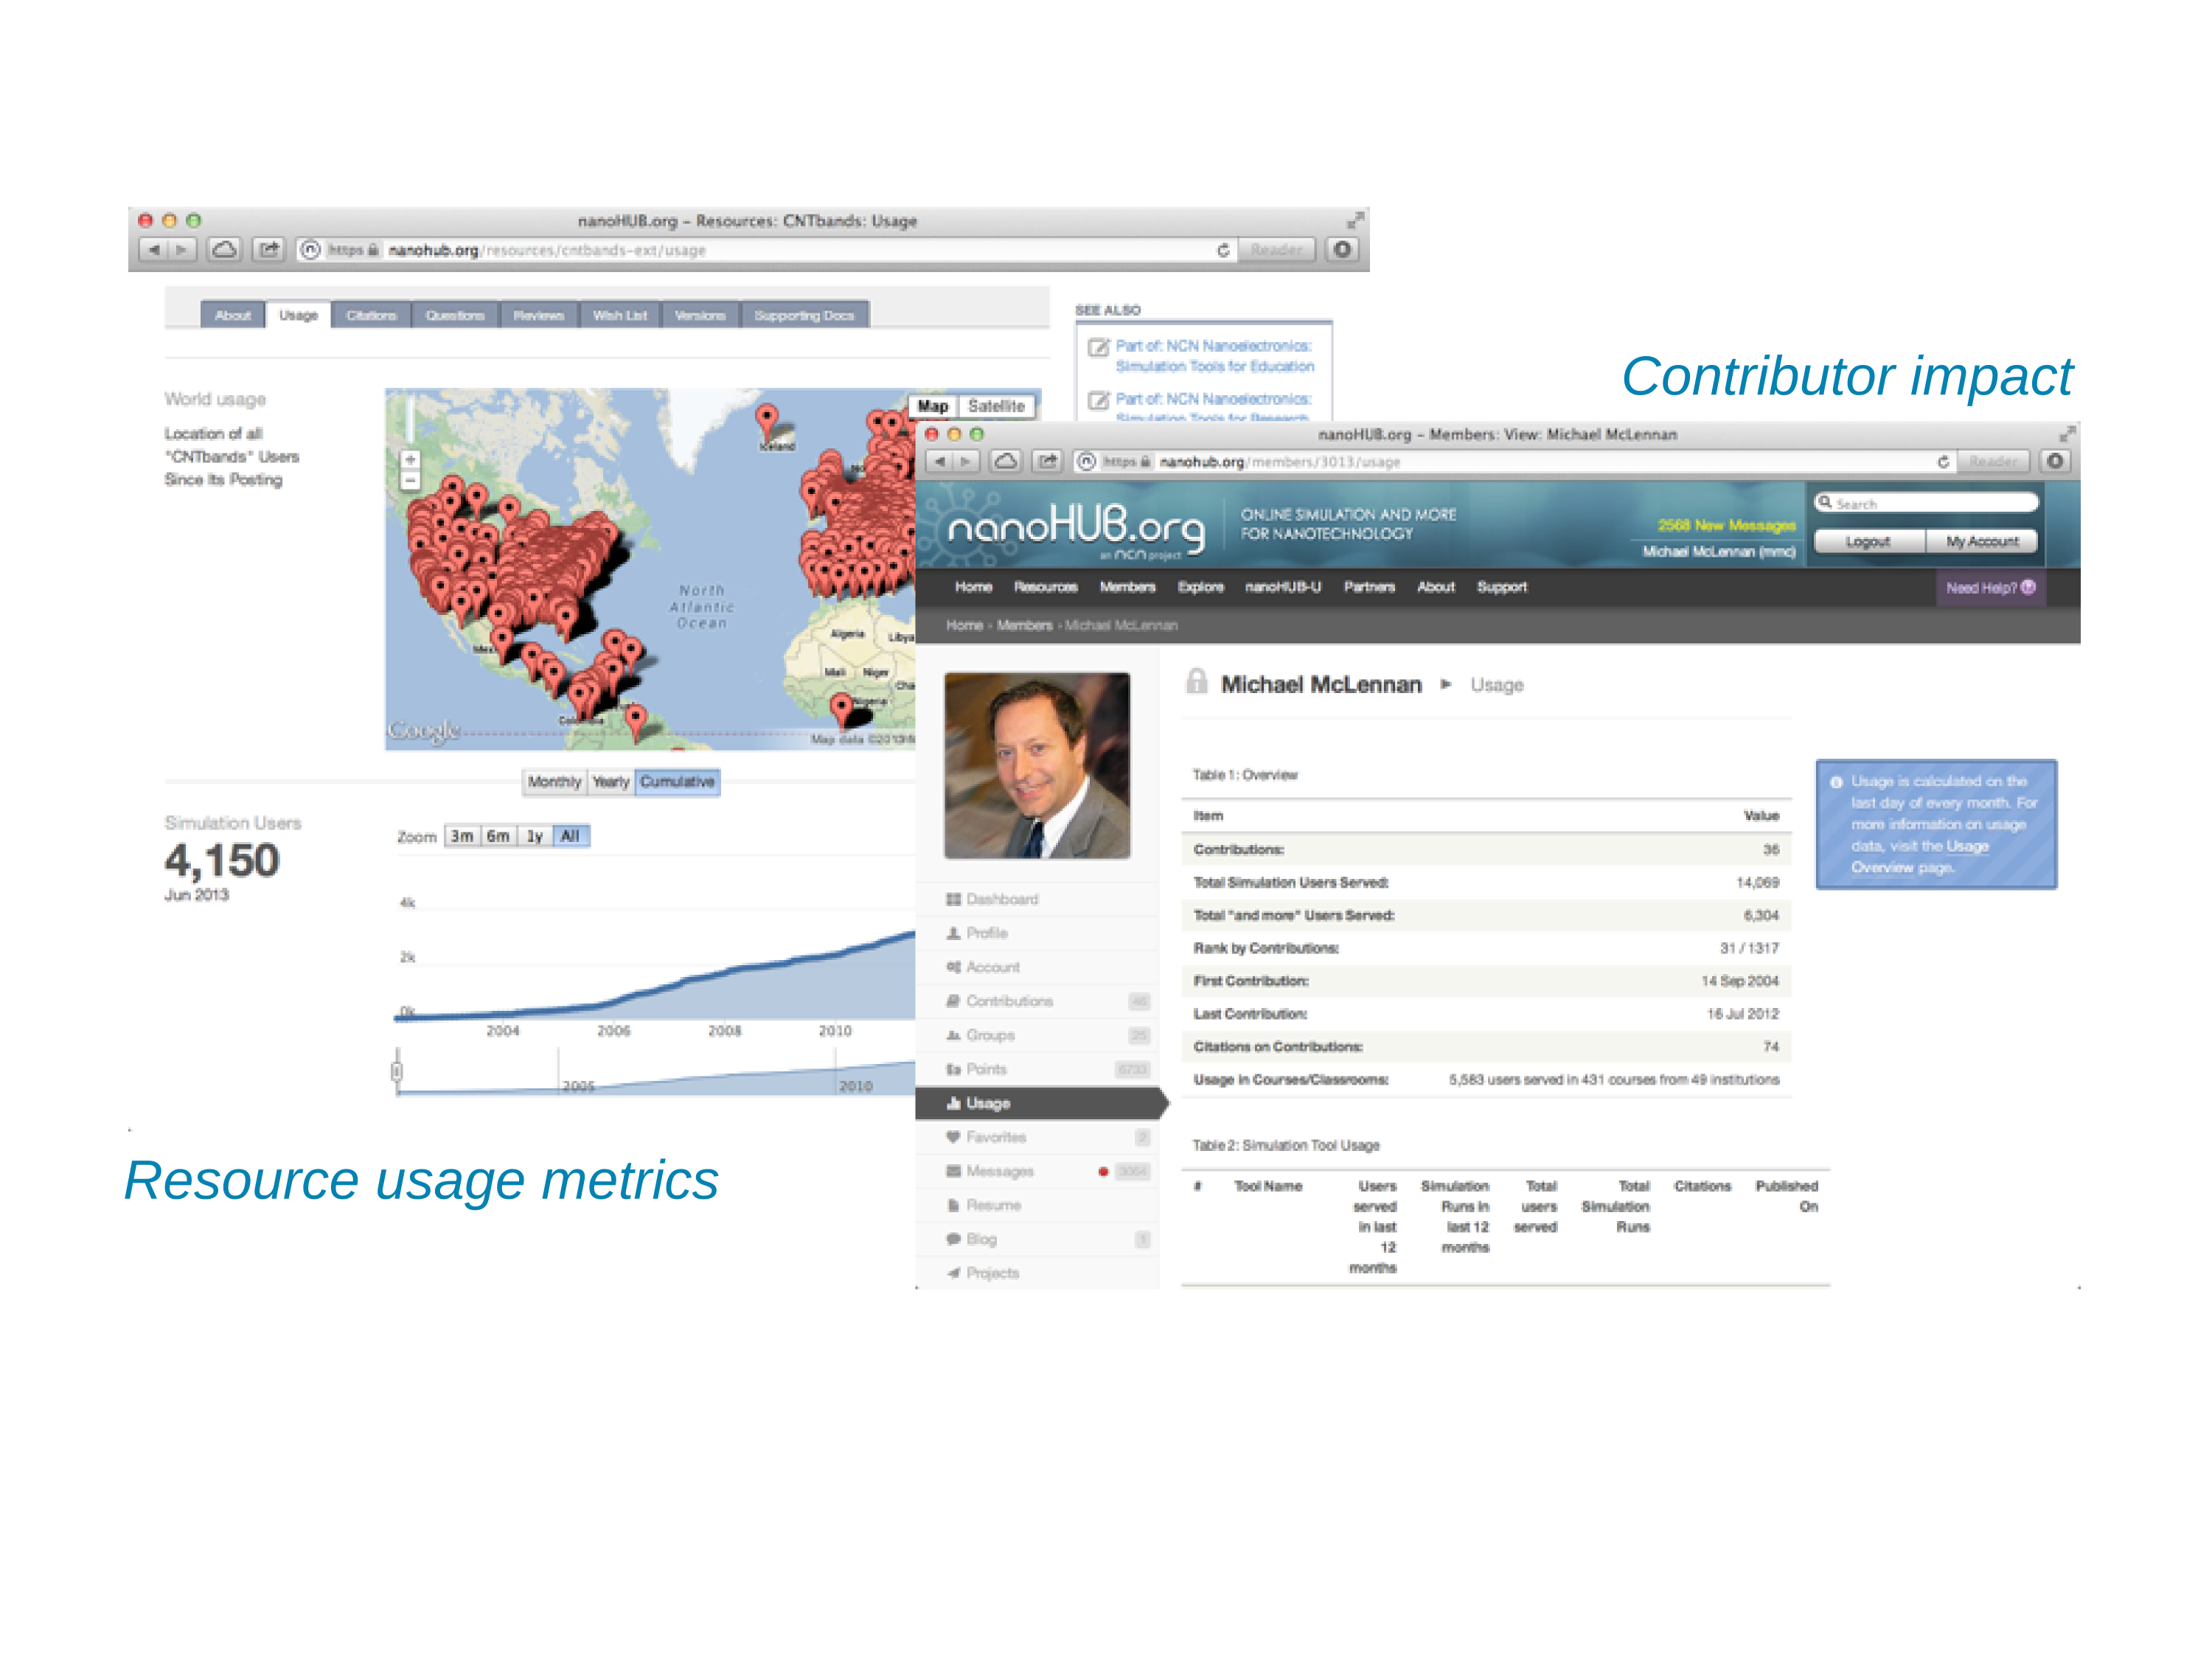 nanoHUB.org – Resources: CNTbands: Usage
https nanohub.org/resources/cntbands-ext/usage
Reader
About Usage Citations Questions Reviews Wish List Versions Supporting Docs
SEE ALSO
Part of: NCN Nanoelectronics:
Simulation Tools for Education
Part of: NCN Nanoelectronics:
Simulation Tools for Research
World usage
Location of all
"CNTbands" Users
Since Its Posting
Map Satellite
Iceland
North
Atlantic
Ocean
Algeria
Libya
Mali
Niger
Nigeria
Google
Map data ©2013
Monthly Yearly Cumulative
Simulation Users
4,150
Jun 2013
Zoom 3m 6m 1y All
4k
2k
0k
2004 2006 2008 2010
2005 2010
Resource usage metrics
Contributor impact
nanoHUB.org – Members: View: Michael McLennan
https nanohub.org/members/3013/usage
Reader
nanoHUB.org
an ncn project
ONLINE SIMULATION AND MORE
FOR NANOTECHNOLOGY
2568 New Messages
Michael McLennan (mmc)
Search
Logout My Account
Home Resources Members Explore nanoHUB-U Partners About Support
Need Help?
Home › Members › Michael McLennan
Michael McLennan ► Usage
Dashboard
Profile
Account
Contributions 46
Groups 25
Points 6733
Usage
Favorites 2
Messages 3064
Resume
Blog 1
Projects
Table 1: Overview
Item Value
Contributions: 36
Total Simulation Users Served: 14,069
Total "and more" Users Served: 6,304
Rank by Contributions: 31 / 1317
First Contribution: 14 Sep 2004
Last Contribution: 16 Jul 2012
Citations on Contributions: 74
Usage in Courses/Classrooms: 5,583 users served in 431 courses from 49 institutions
Usage is calculated on the
last day of every month. For
more information on usage
data, visit the Usage
Overview page.
Table 2: Simulation Tool Usage
# Tool Name Users Simulation Total Total Citations Published
served Runs in users Simulation On
in last last 12 served Runs
12 months
months